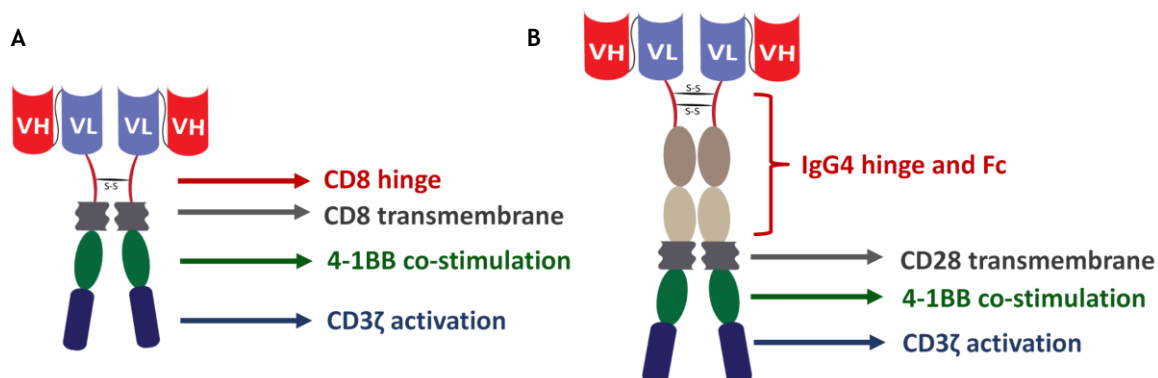 A
VH VL VL VH
S-S
CD8 hinge
CD8 transmembrane
4-1BB co-stimulation
CD3ζ activation
B
VH VL VL VH
S-S
S-S
IgG4 hinge and Fc
CD28 transmembrane
4-1BB co-stimulation
CD3ζ activation